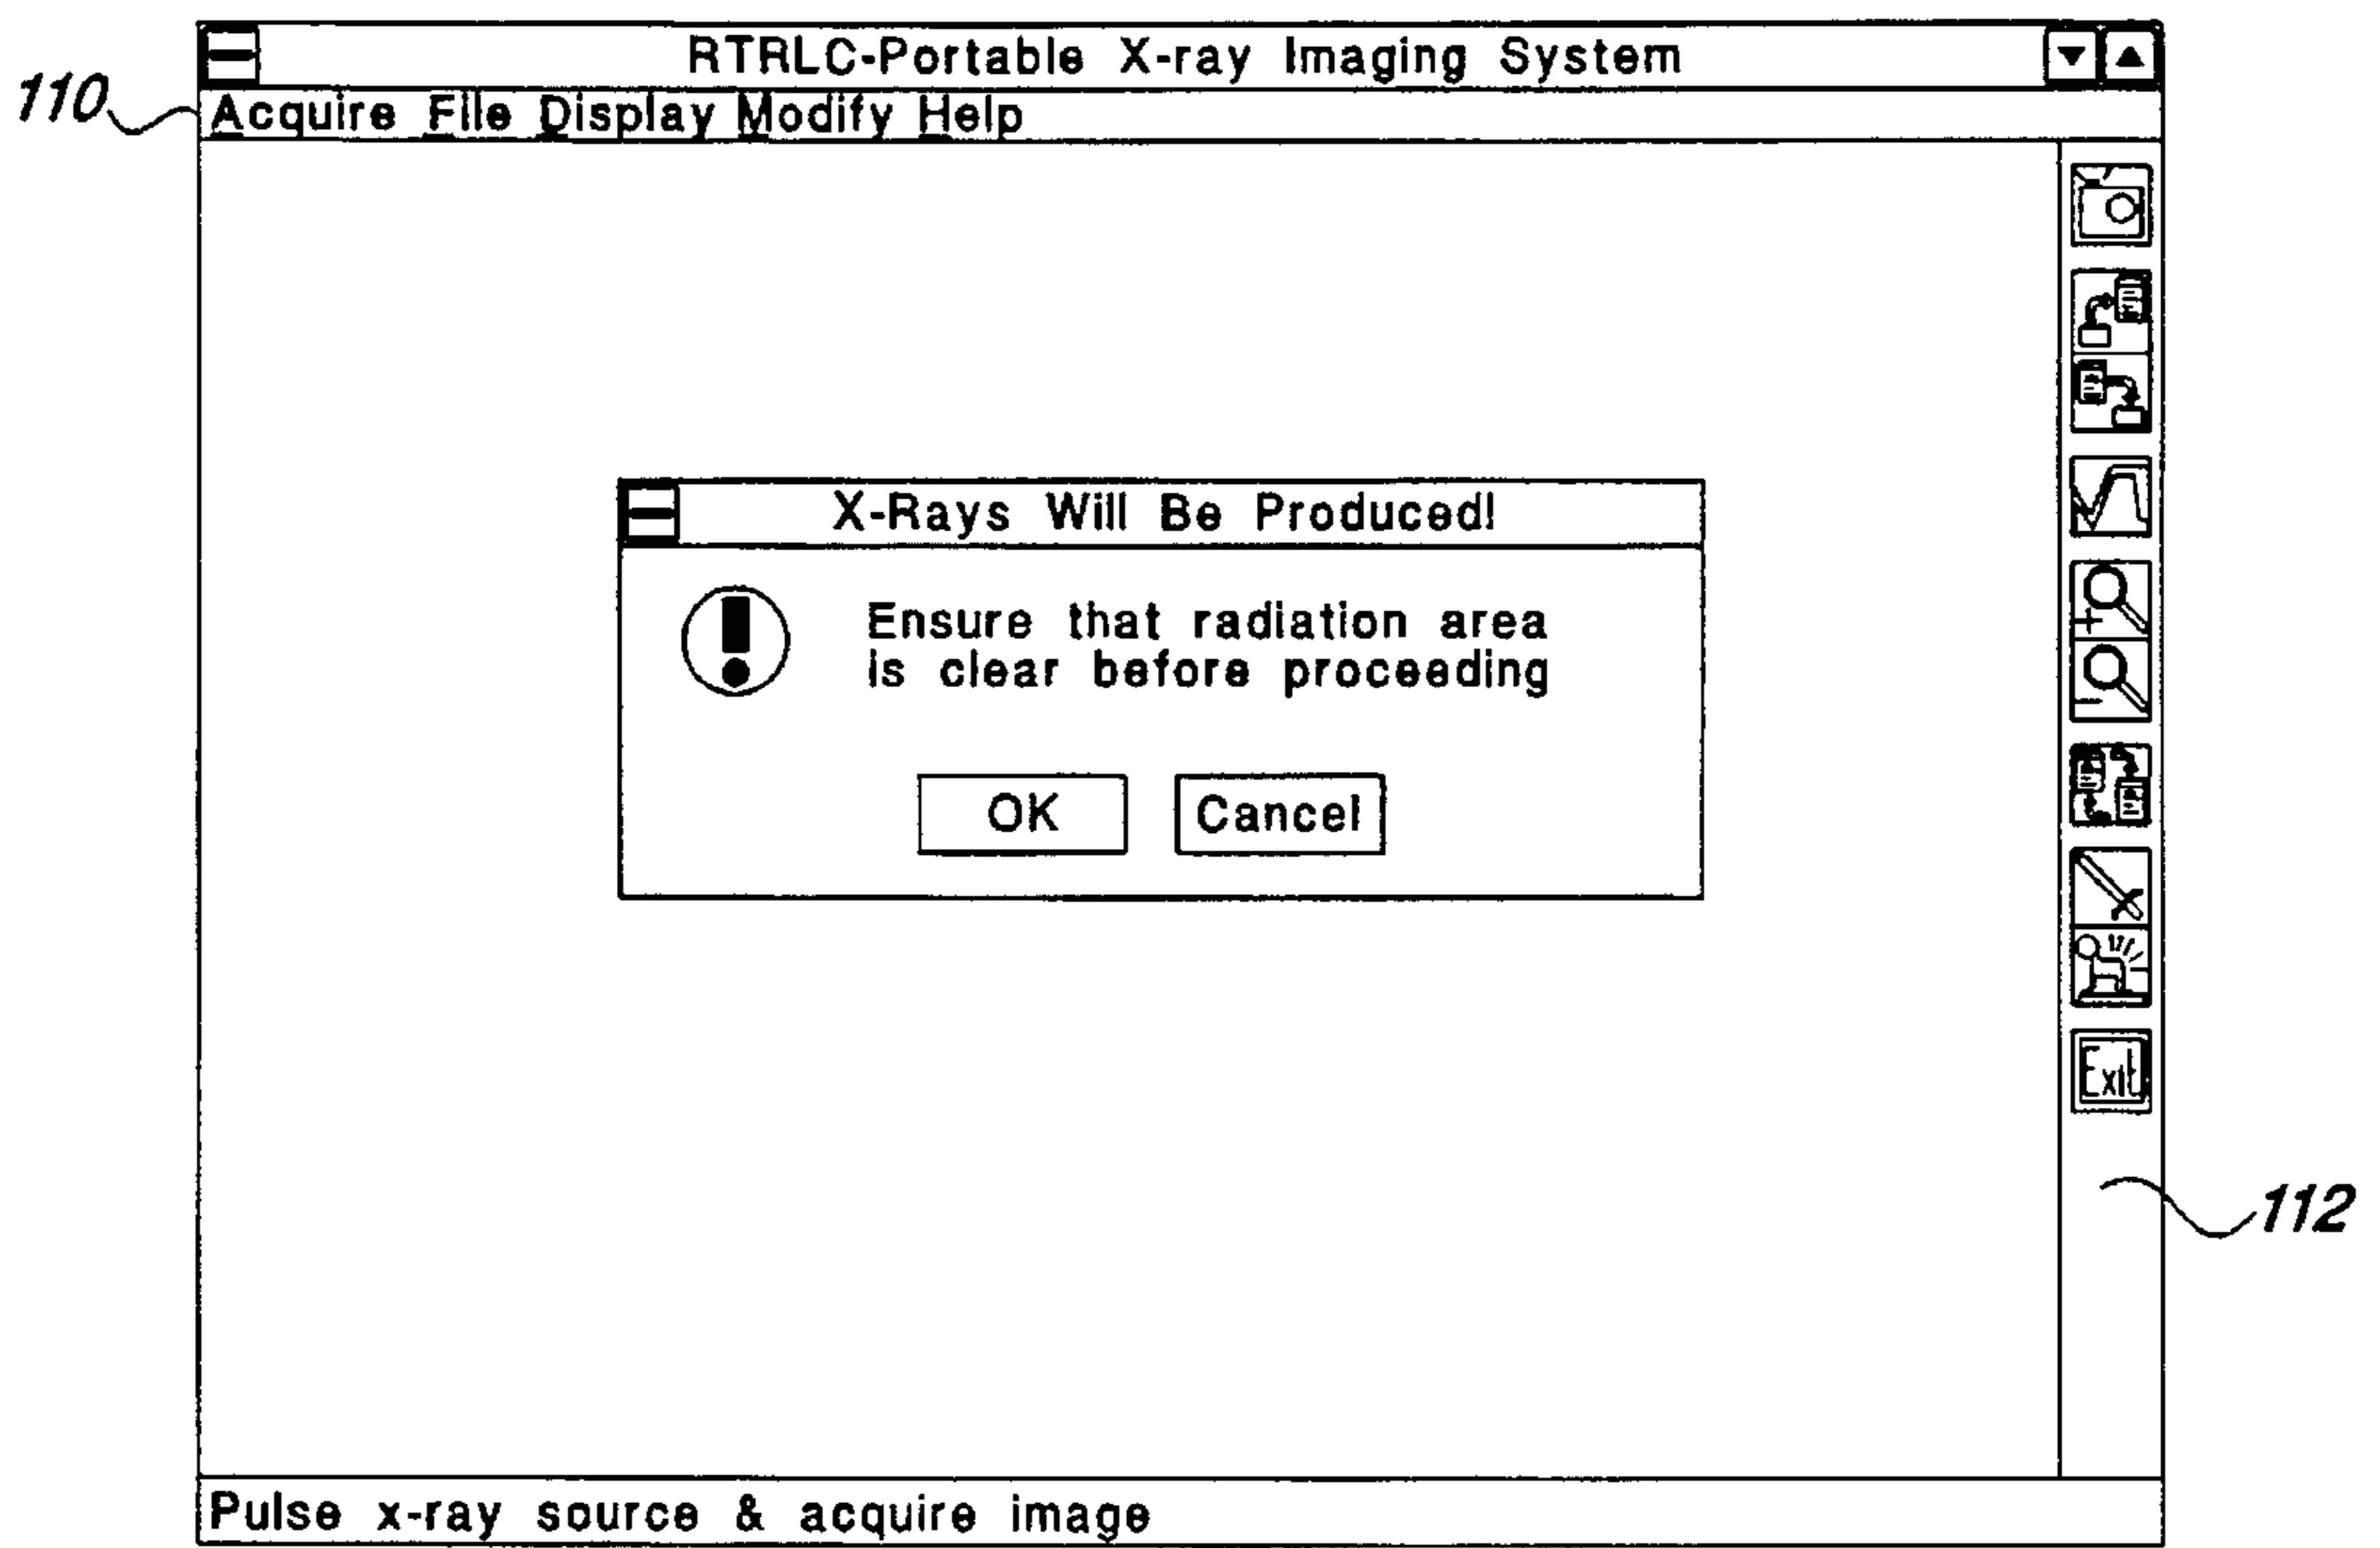 RTRLC-Portable X-ray Imaging System
110
Acquire File Display Modify Help
X-Rays Will Be Produced!
Ensure that radiation area
is clear before proceeding
OK Cancel
Exit
112
Pulse x-ray source & acquire image